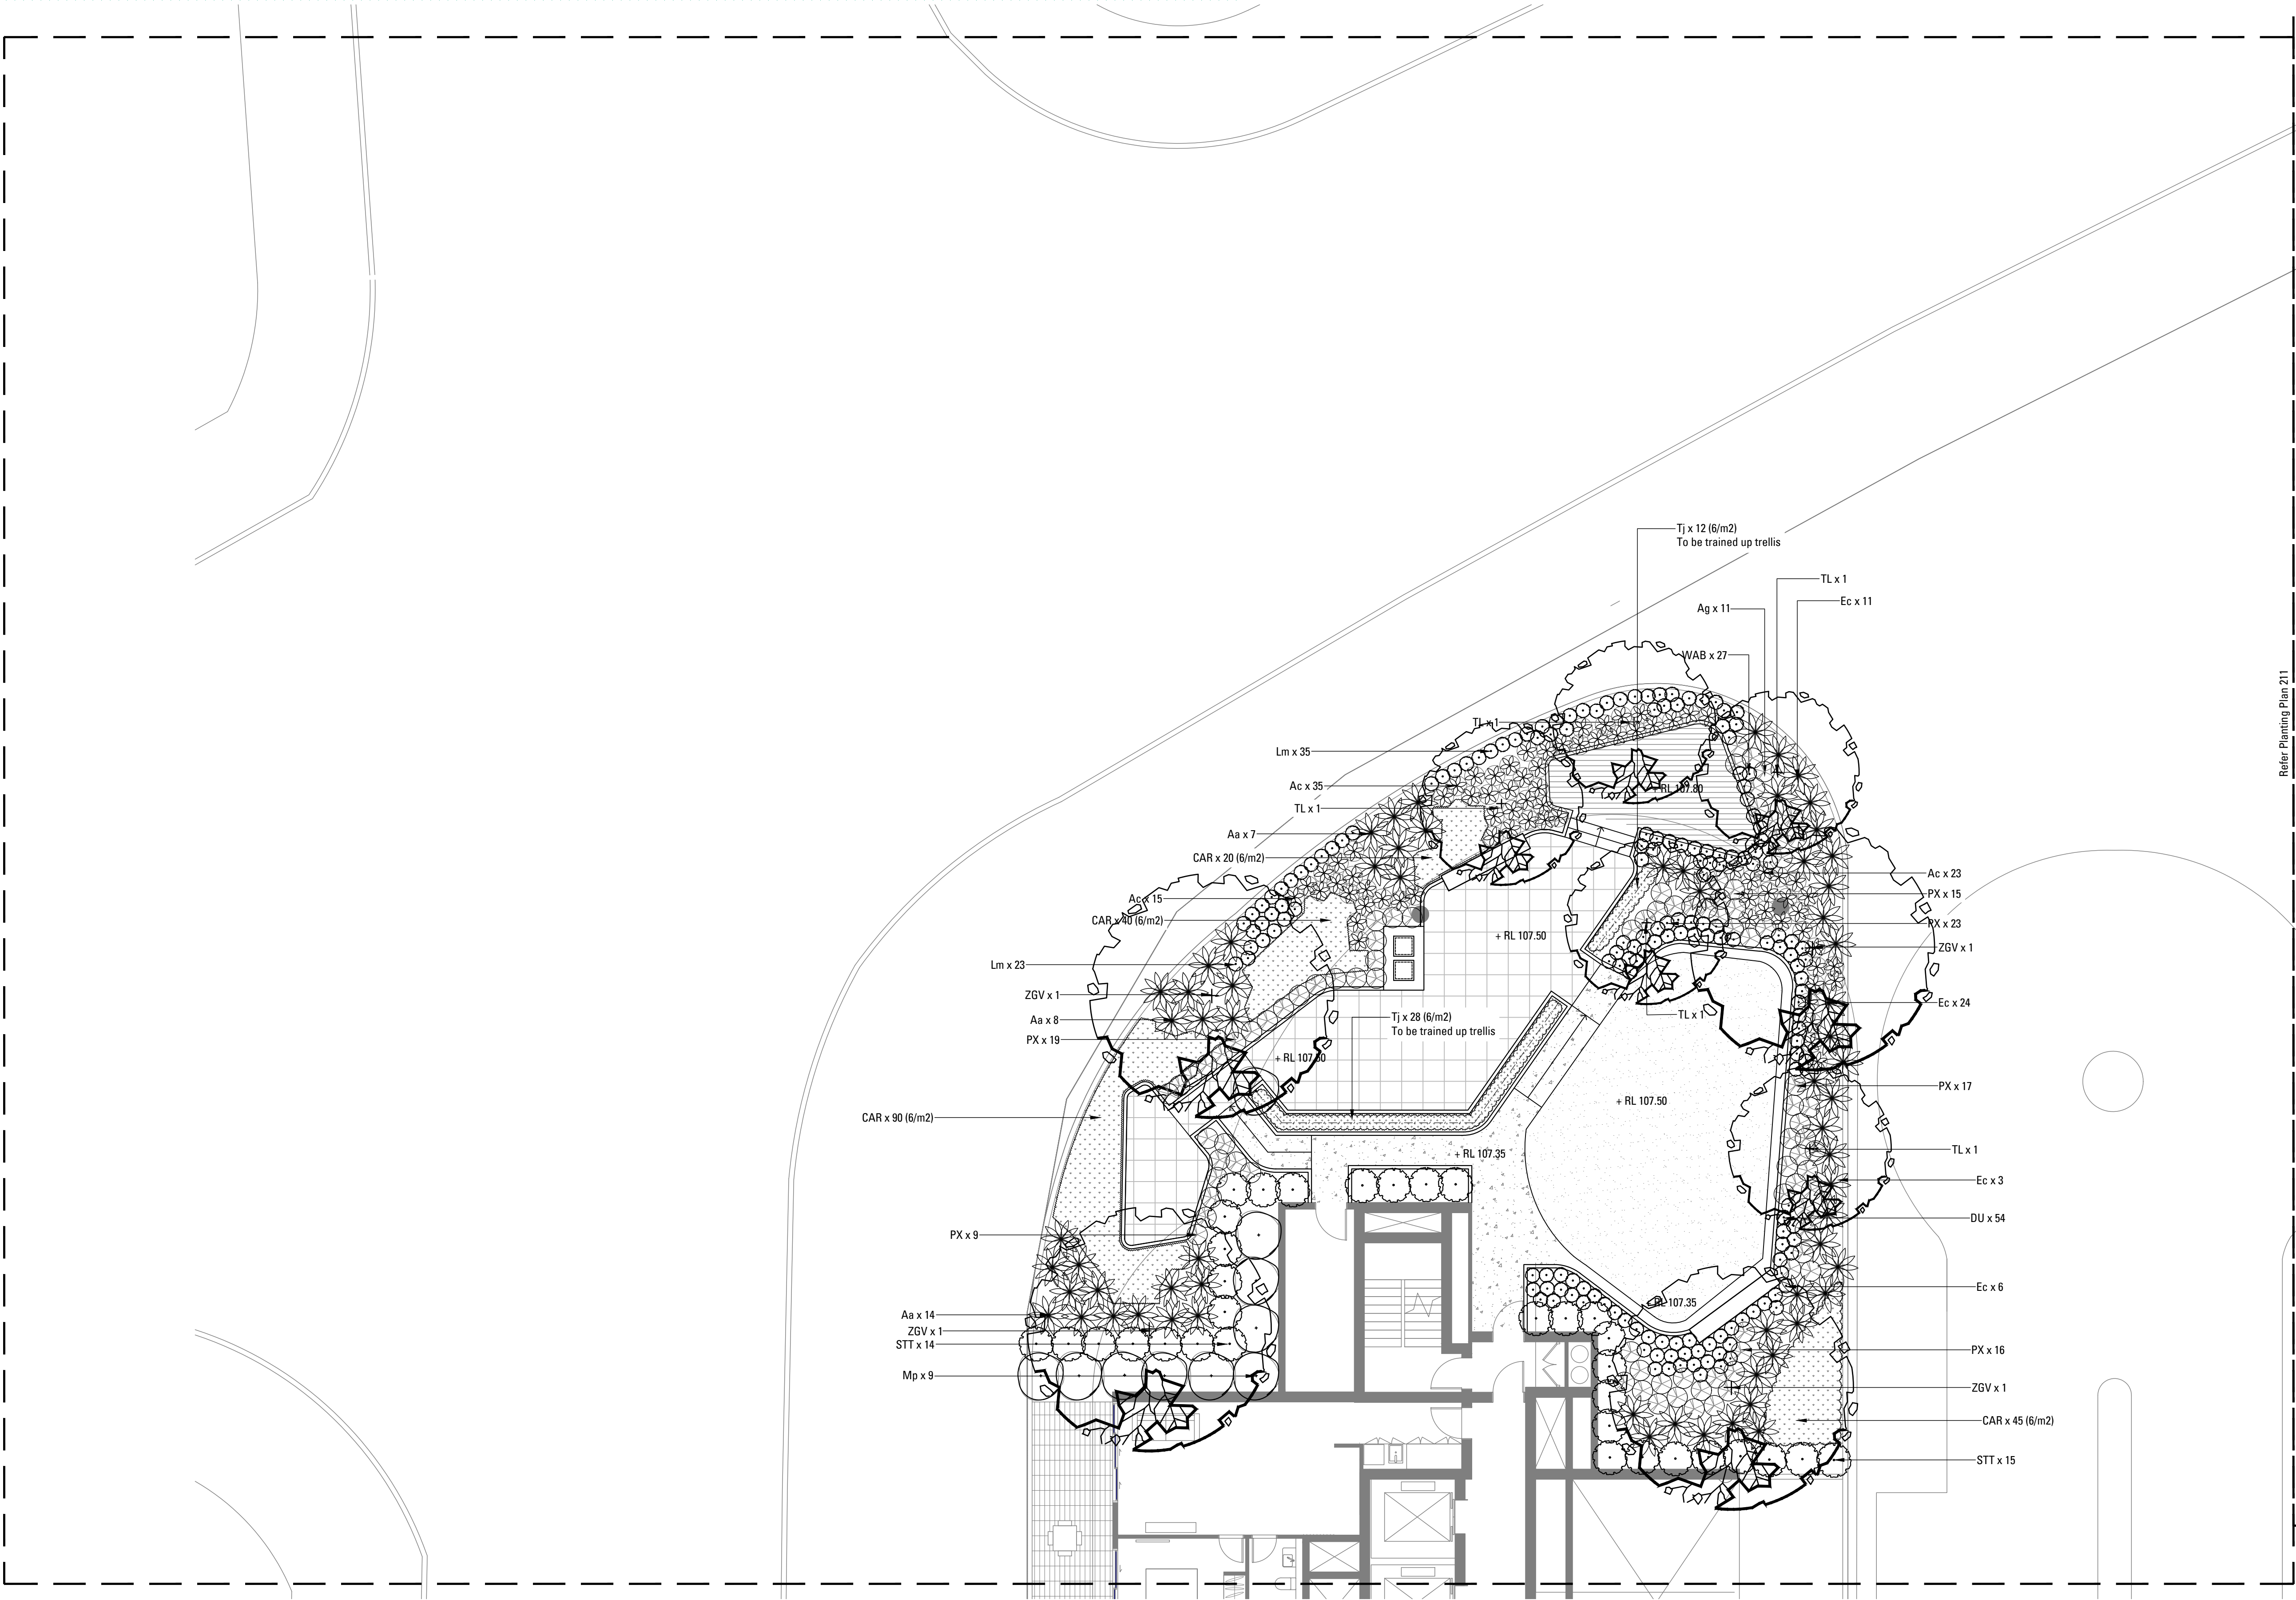 Tj x 12 (6/m2)
To be trained up trellis
TL x 1
Ec x 11
Ag x 11
WAB x 27
Refer Planting Plan 211
TL x 1
Lm x 35
Ac x 35
+ RL 107.80
TL x 1
Aa x 7
CAR x 20 (6/m2)
Ac x 23
PX x 15
Ac x 15
CAR x 40 (6/m2)
PX x 23
+ RL 107.50
ZGV x 1
Lm x 23
ZGV x 1
Ec x 24
TL x 1
Tj x 28 (6/m2)
To be trained up trellis
Aa x 8
PX x 19
+ RL 107.50
PX x 17
+ RL 107.50
CAR x 90 (6/m2)
TL x 1
+ RL 107.35
Ec x 3
DU x 54
PX x 9
Ec x 6
+ RL 107.35
Aa x 14
ZGV x 1
STT x 14
PX x 16
Mp x 9
ZGV x 1
CAR x 45 (6/m2)
STT x 15